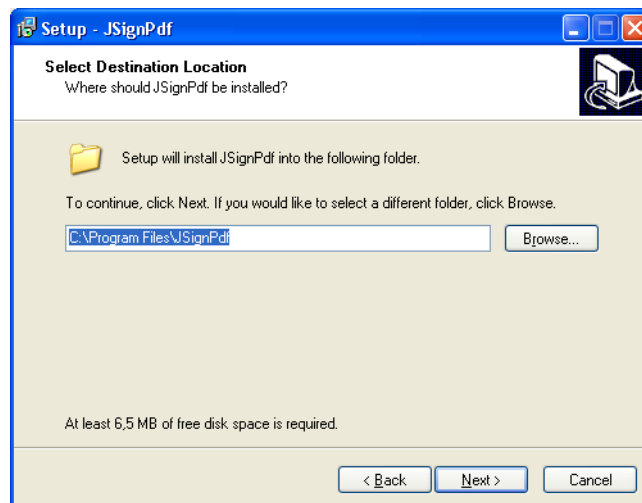 Setup - JSignPdf
Select Destination Location
Where should JSignPdf be installed?
Setup will install JSignPdf into the following folder.
To continue, click Next. If you would like to select a different folder, click Browse.
C:\Program Files\JSignPdf
Browse...
At least 6,5 MB of free disk space is required.
< Back
Next >
Cancel